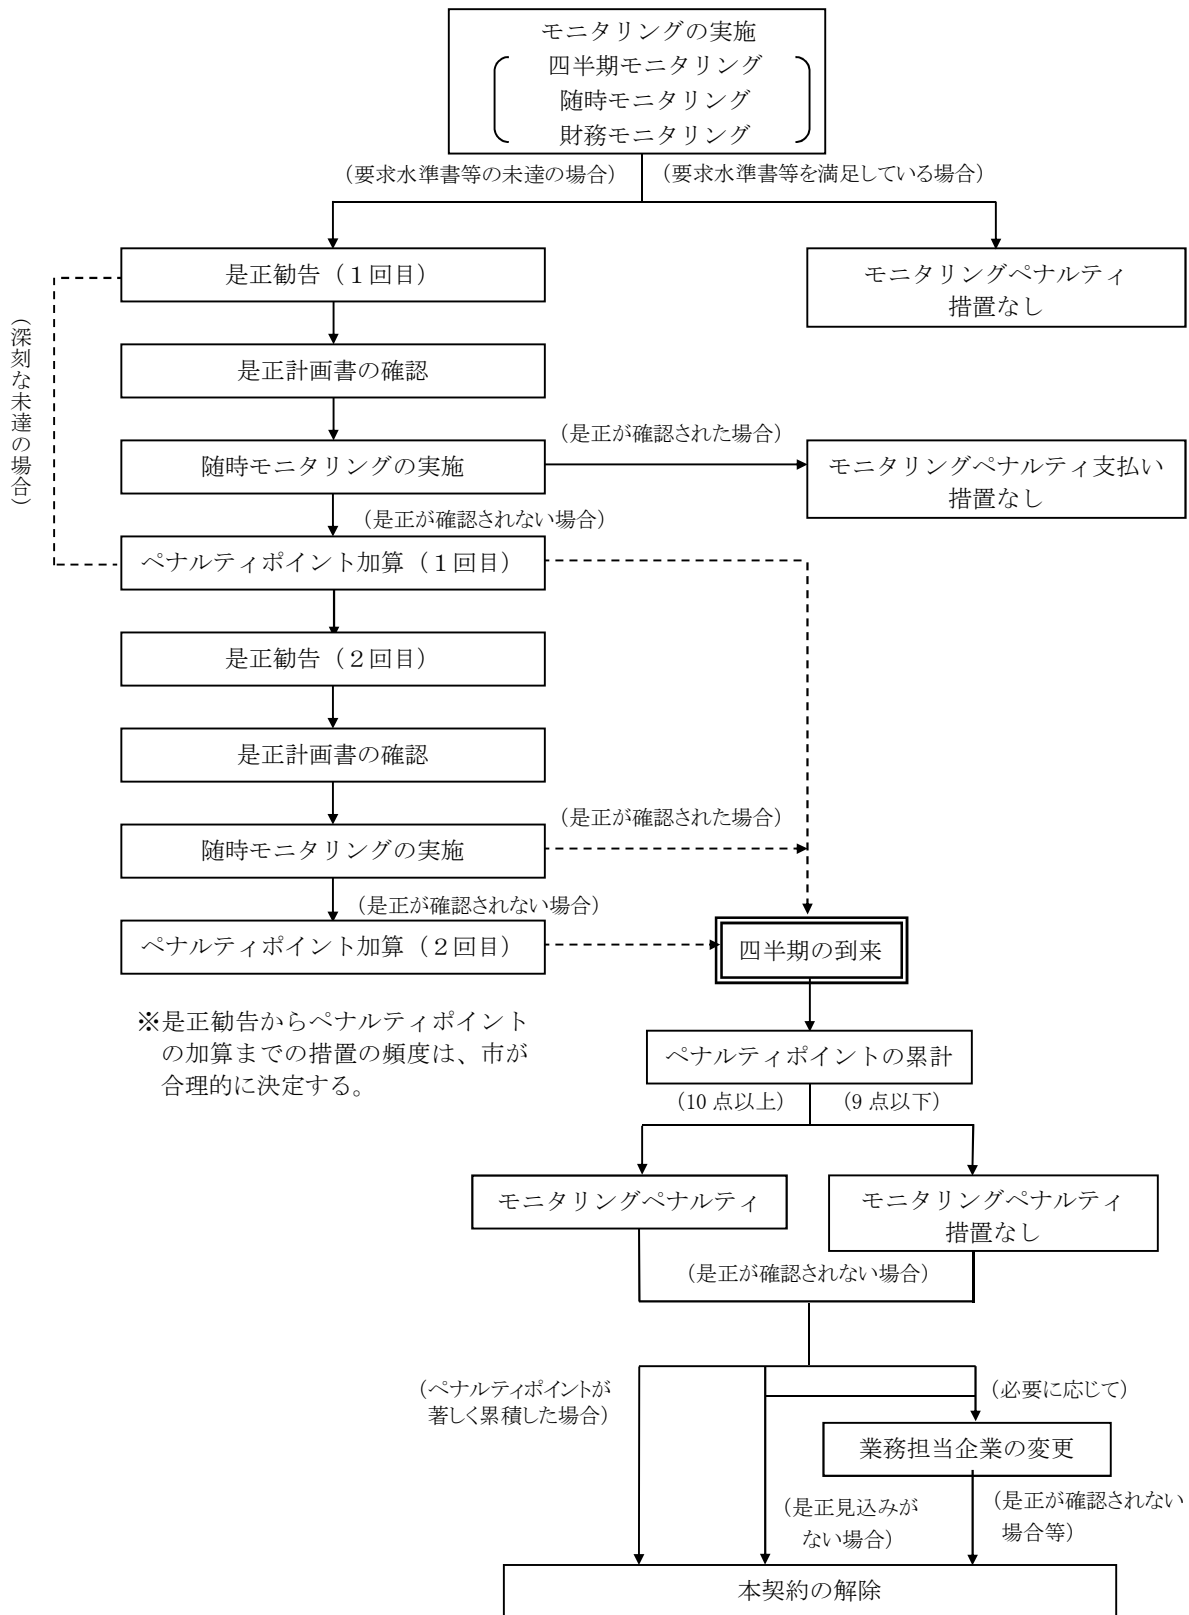 モニタリングの実施
四半期モニタリング
随時モニタリング
財務モニタリング
（要求水準書等の未達の場合）
（要求水準書等を満足している場合）
是正勧告（１回目）
モニタリングペナルティ
措置なし
（深刻な未達の場合）
是正計画書の確認
（是正が確認された場合）
随時モニタリングの実施
モニタリングペナルティ支払い
措置なし
（是正が確認されない場合）
ペナルティポイント加算（１回目）
是正勧告（２回目）
是正計画書の確認
（是正が確認された場合）
随時モニタリングの実施
（是正が確認されない場合）
ペナルティポイント加算（２回目）
四半期の到来
※是正勧告からペナルティポイント
の加算までの措置の頻度は、市が
合理的に決定する。
ペナルティポイントの累計
（10 点以上）
（9 点以下）
モニタリングペナルティ
モニタリングペナルティ
措置なし
（是正が確認されない場合）
（ペナルティポイントが
著しく累積した場合）
（必要に応じて）
業務担当企業の変更
（是正見込みが
ない場合）
（是正が確認されない
場合等）
本契約の解除